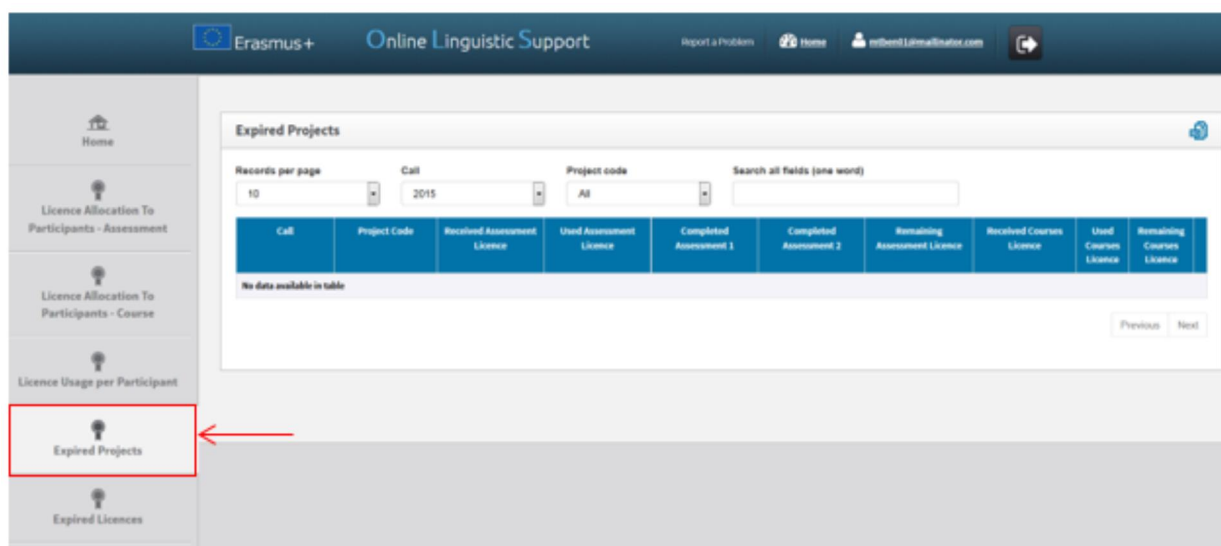 Erasmus+ Online Linguistic Support Report a Problem Home mtben01@mailinator.com
Home
Licence Allocation To
Participants - Assessment
Licence Allocation To
Participants - Course
Licence Usage per Participant
Expired Projects
Expired Licences
Expired Projects
Records per page Call Project code Search all fields (one word)
10 2015 All
Call Project Code Received Assessment Licence Used Assessment Licence Completed Assessment 1 Completed Assessment 2 Remaining Assessment Licence Received Courses Licence Used Courses Licence Remaining Courses Licence
No data available in table
Previous Next